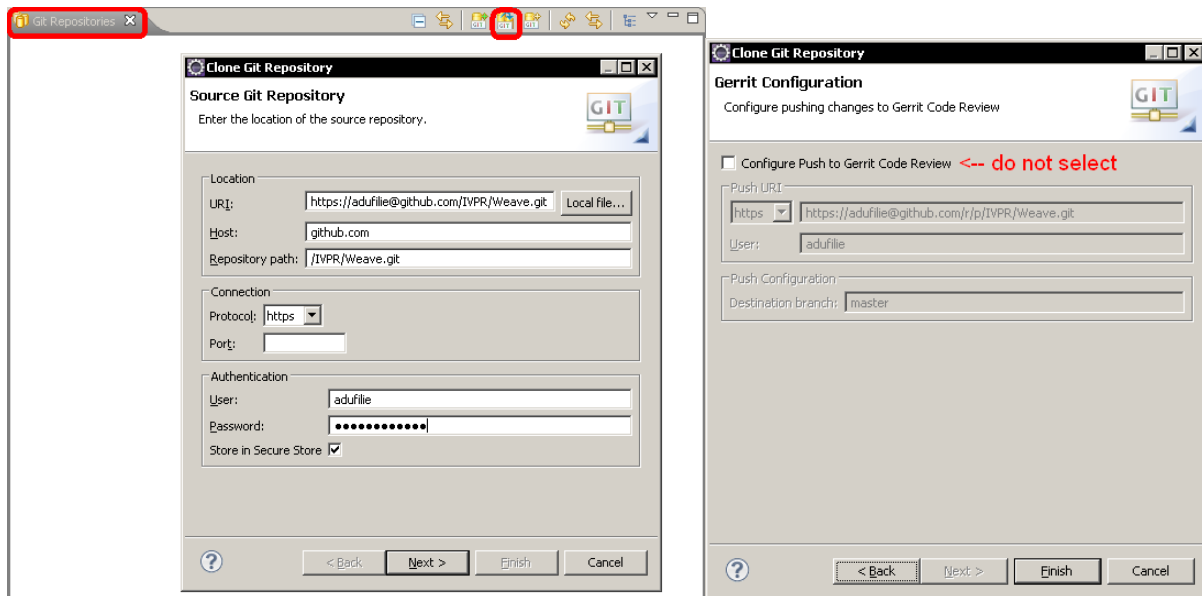 Git Repositories
GIT GIT GIT
Clone Git Repository
Source Git Repository
Enter the location of the source repository.
GIT
Location
URI: https://adufilie@github.com/IVPR/Weave.git Local file...
Host: github.com
Repository path: /IVPR/Weave.git
Connection
Protocol: https
Port:
Authentication
User: adufilie
Password: ●●●●●●●●●●●●
Store in Secure Store
? < Back Next > Finish Cancel
Clone Git Repository
Gerrit Configuration
Configure pushing changes to Gerrit Code Review
GIT
Configure Push to Gerrit Code Review <-- do not select
Push URI
https https://adufilie@github.com/r/p/IVPR/Weave.git
User: adufilie
Push Configuration
Destination branch: master
? < Back Next > Finish Cancel